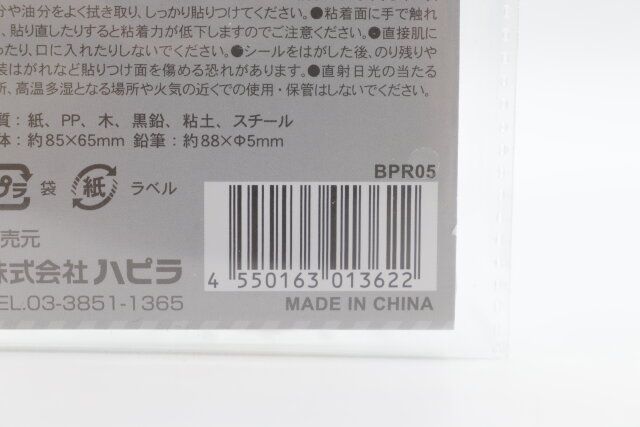 分や油分をよく拭き取り、しっかり貼りつけてください。●粘着面に手で触れ
、貼り直したりすると粘着力が低下しますのでご注意ください。●直接肌に
ったり、口に入れたりしないでください。●シールをはがした後、のり残りや
装はがれなど貼りつけ面を傷める恐れがあります。●直射日光の当たる
所、高温多湿となる場所や火気の近くでの使用・保管はしないでください。
質：紙、PP、木、黒鉛、粘土、スチール
体：約85×65mm 鉛筆：約88×Φ5mm
BPR05
プラ 袋 紙 ラベル
売元
株式会社ハピラ
TEL.03-3851-1365
4 550163 013622
MADE IN CHINA